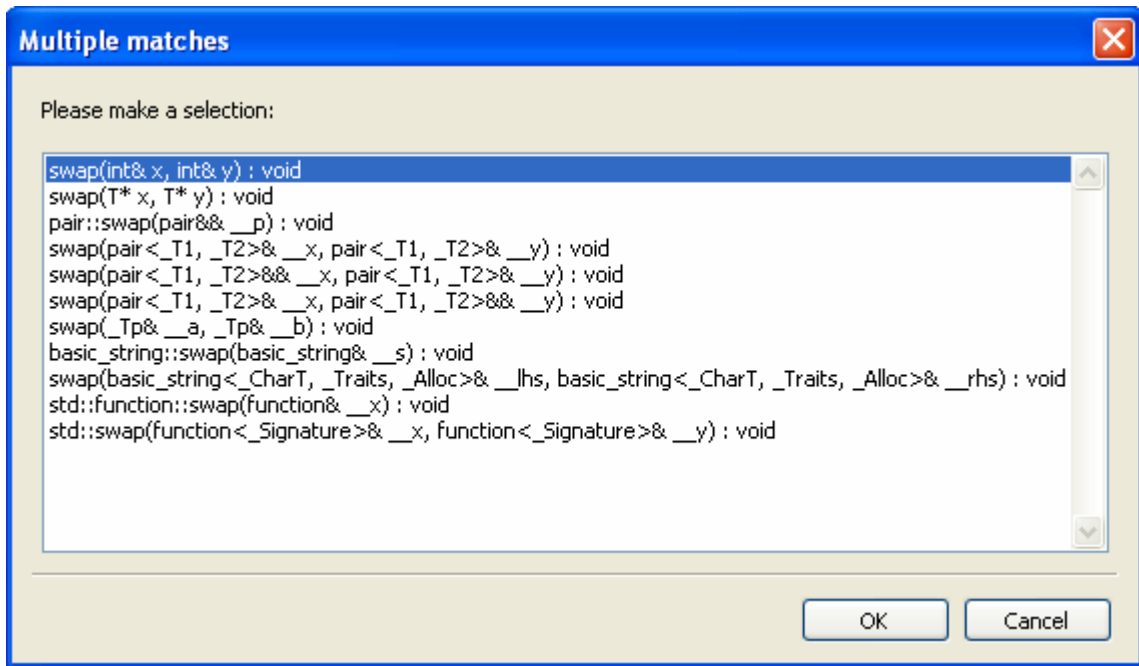 Multiple matches
Please make a selection:
swap(int& x, int& y) : void
swap(T* x, T* y) : void
pair::swap(pair&& __p) : void
swap(pair<_T1, _T2>& __x, pair<_T1, _T2>& __y) : void
swap(pair<_T1, _T2>&& __x, pair<_T1, _T2>& __y) : void
swap(pair<_T1, _T2>& __x, pair<_T1, _T2>&& __y) : void
swap(_Tp& __a, _Tp& __b) : void
basic_string::swap(basic_string& __s) : void
swap(basic_string<_CharT, _Traits, _Alloc>& __lhs, basic_string<_CharT, _Traits, _Alloc>& __rhs) : void
std::function::swap(function& __x) : void
std::swap(function<_Signature>& __x, function<_Signature>& __y) : void
OK Cancel